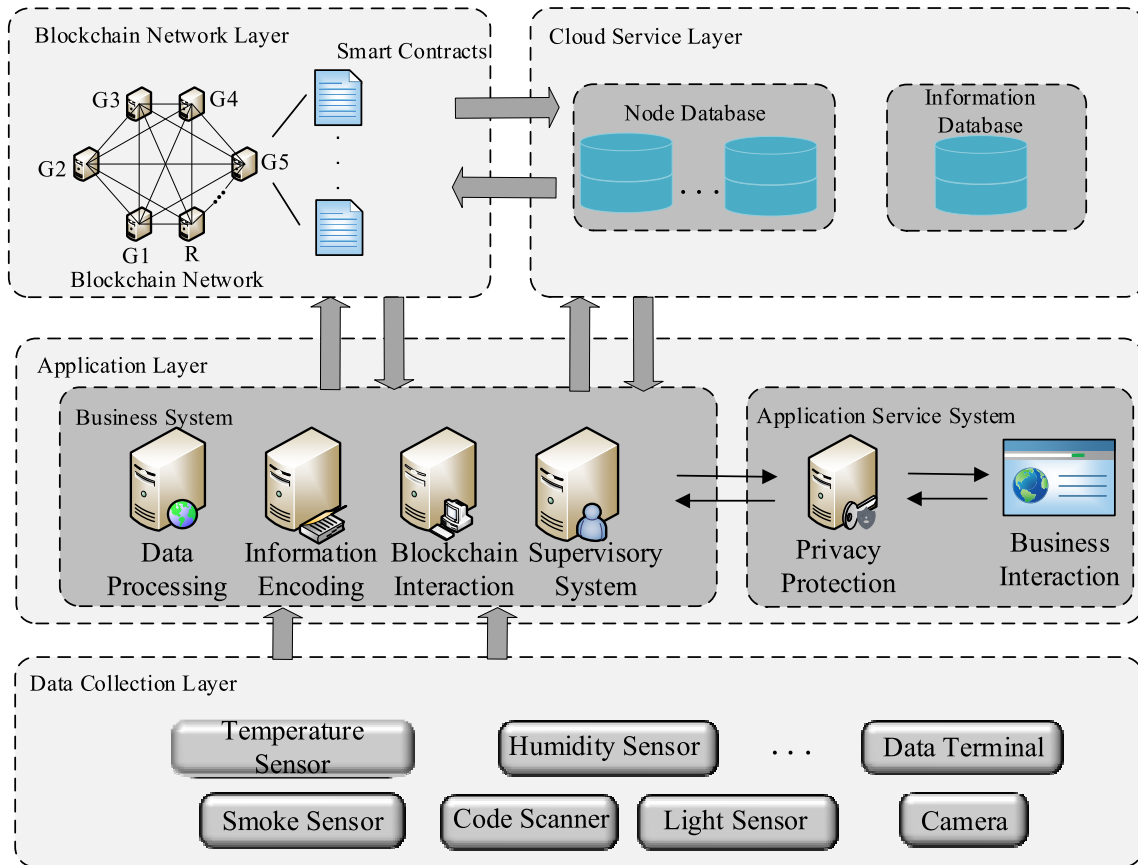 Blockchain Network Layer
Smart Contracts
G3
G4
G2
G5
G1
R
Blockchain Network
Cloud Service Layer
Node Database
. . .
Information
Database
Application Layer
Business System
Data
Processing
Information
Encoding
Blockchain
Interaction
Supervisory
System
Application Service System
Privacy
Protection
Business
Interaction
Data Collection Layer
Temperature
Sensor
Humidity Sensor
. . .
Data Terminal
Smoke Sensor
Code Scanner
Light Sensor
Camera